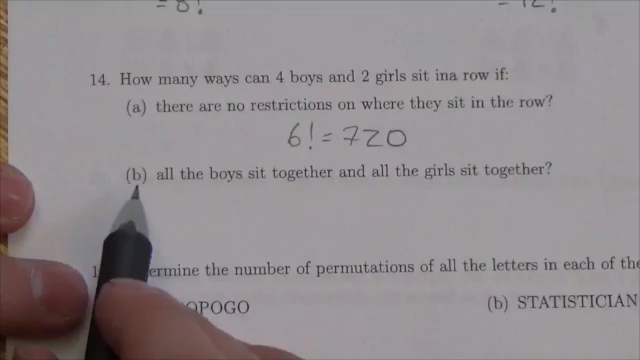 = 8!
= 12!
14. How many ways can 4 boys and 2 girls sit ina row if:
(a) there are no restrictions on where they sit in the row?
6! = 720
(b) all the boys sit together and all the girls sit together?
ermine the number of permutations of all the letters in each of the
OPOGO
(b) STATISTICIAN